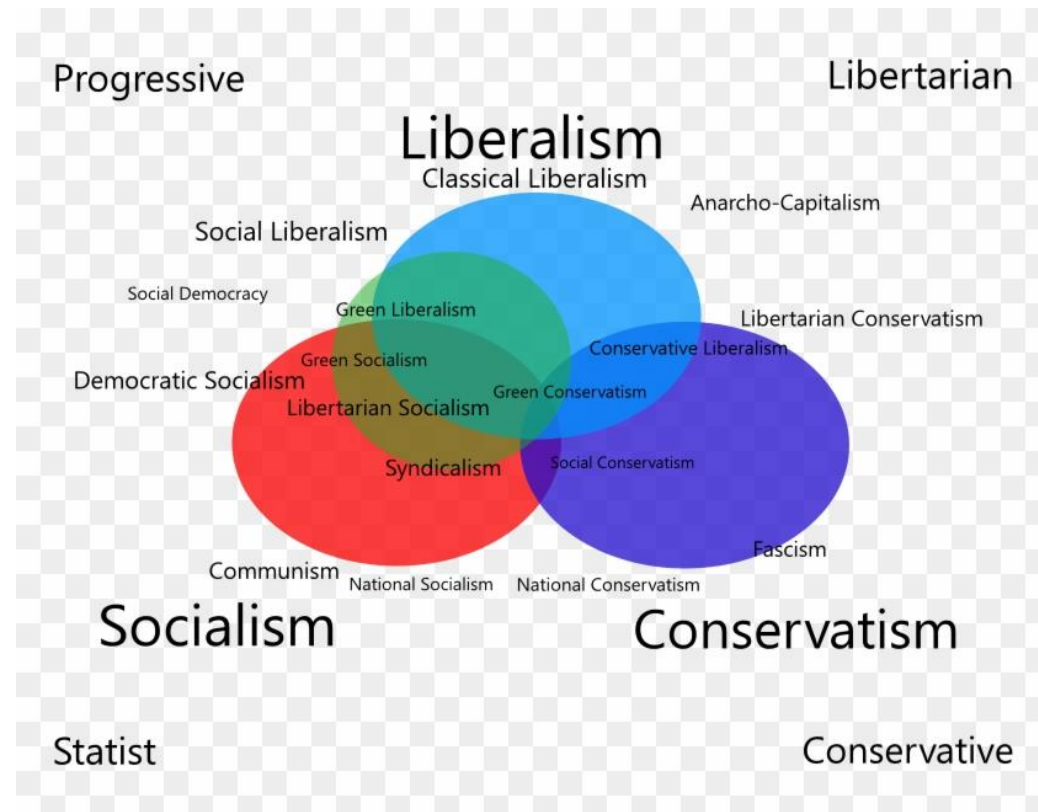 Progressive
Libertarian
Liberalism
Classical Liberalism
Anarcho-Capitalism
Social Liberalism
Social Democracy
Green Liberalism
Libertarian Conservatism
Conservative Liberalism
Green Socialism
Democratic Socialism
Green Conservatism
Libertarian Socialism
Syndicalism
Social Conservatism
Fascism
Communism
National Socialism
National Conservatism
Socialism
Conservatism
Statist
Conservative